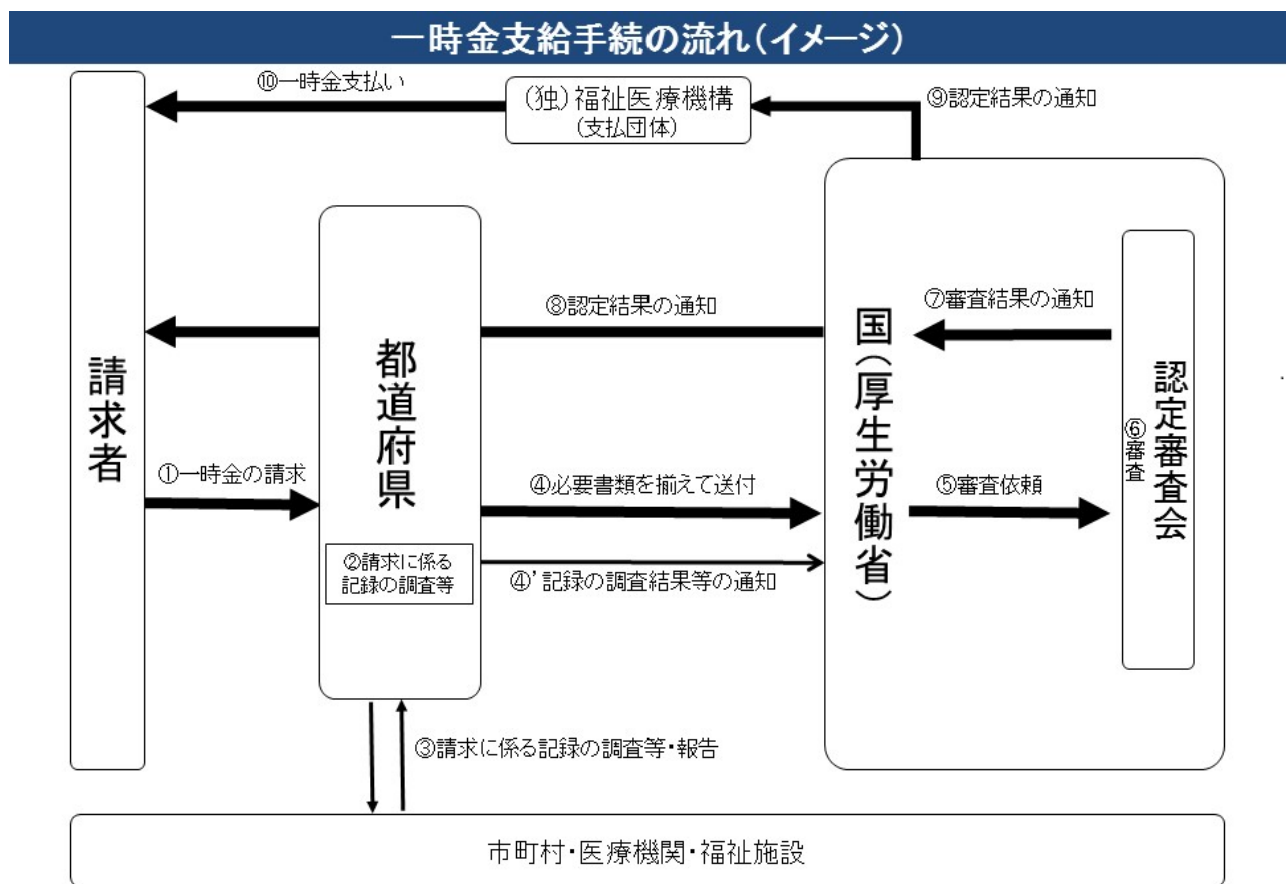 一時金支給手続の流れ(イメージ)
⑩一時金支払い
(独)福祉医療機構
(支払団体)
⑨認定結果の通知
請求者
都道府県
国(厚生労働省)
認定審査会
⑥審査
⑧認定結果の通知
⑦審査結果の通知
①一時金の請求
④必要書類を揃えて送付
⑤審査依頼
②請求に係る
記録の調査等
④’記録の調査結果等の通知
③請求に係る記録の調査等・報告
市町村・医療機関・福祉施設